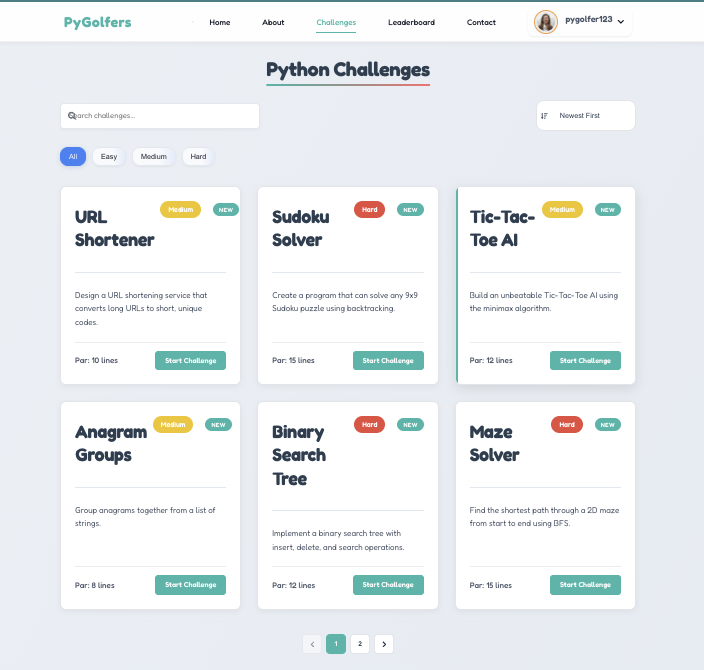 PyGolfers
Home
About
Challenges
Leaderboard
Contact
pygolfer123
Python Challenges
Search challenges...
Newest First
All
Easy
Medium
Hard
URL
Shortener
Medium
NEW
Design a URL shortening service that
converts long URLs to short, unique
codes.
Par: 10 lines
Start Challenge
Sudoku
Solver
Hard
NEW
Create a program that can solve any 9x9
Sudoku puzzle using backtracking.
Par: 15 lines
Start Challenge
Tic-Tac-
Toe AI
Medium
NEW
Build an unbeatable Tic-Tac-Toe AI using
the minimax algorithm.
Par: 12 lines
Start Challenge
Anagram
Groups
Medium
NEW
Group anagrams together from a list of
strings.
Par: 8 lines
Start Challenge
Binary
Search
Tree
Hard
NEW
Implement a binary search tree with
insert, delete, and search operations.
Par: 12 lines
Start Challenge
Maze
Solver
Hard
NEW
Find the shortest path through a 2D maze
from start to end using BFS.
Par: 15 lines
Start Challenge
1
2